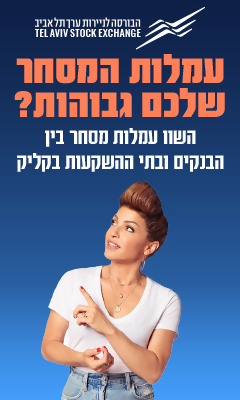 הבורסה לניירות ערך תל אביב
TEL AVIV STOCK EXCHANGE
עמלות המסחר
שלכם גבוהות?
השוו עמלות מסחר בין
הבנקים ובתי ההשקעות בקליק